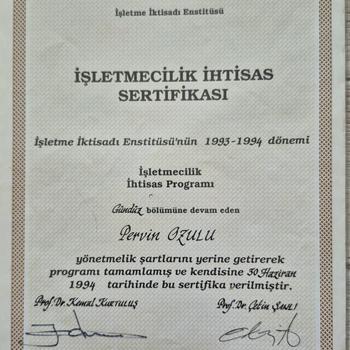 İşletme İktisadı Enstitüsü
İŞLETMECİLİK İHTİSAS
SERTİFİKASI
İşletme İktisadı Enstitüsü'nün 1993-1994 dönemi
İşletmecilik
İhtisas Programı
Gündüz bölümüne devam eden
Pervin OZULU
yönetmelik şartlarını yerine getirerek
programı tamamlamış ve kendisine 30 Haziran
1994 tarihinde bu sertifika verilmiştir.
Prof.Dr. Kemal KURTULUŞ Prof.Dr. Çetin